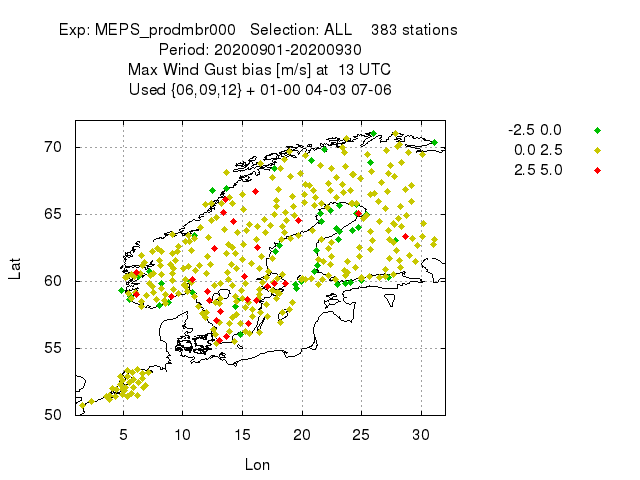 Exp: MEPS_prodmbr000   Selection: ALL    383 stations
Period: 20200901-20200930
Max Wind Gust bias [m/s] at  13 UTC
Used {06,09,12} + 01-00 04-03 07-06
-2.5 0.0
0.0 2.5
2.5 5.0
70
65
60
55
50
Lat
5 10 15 20 25 30
Lon